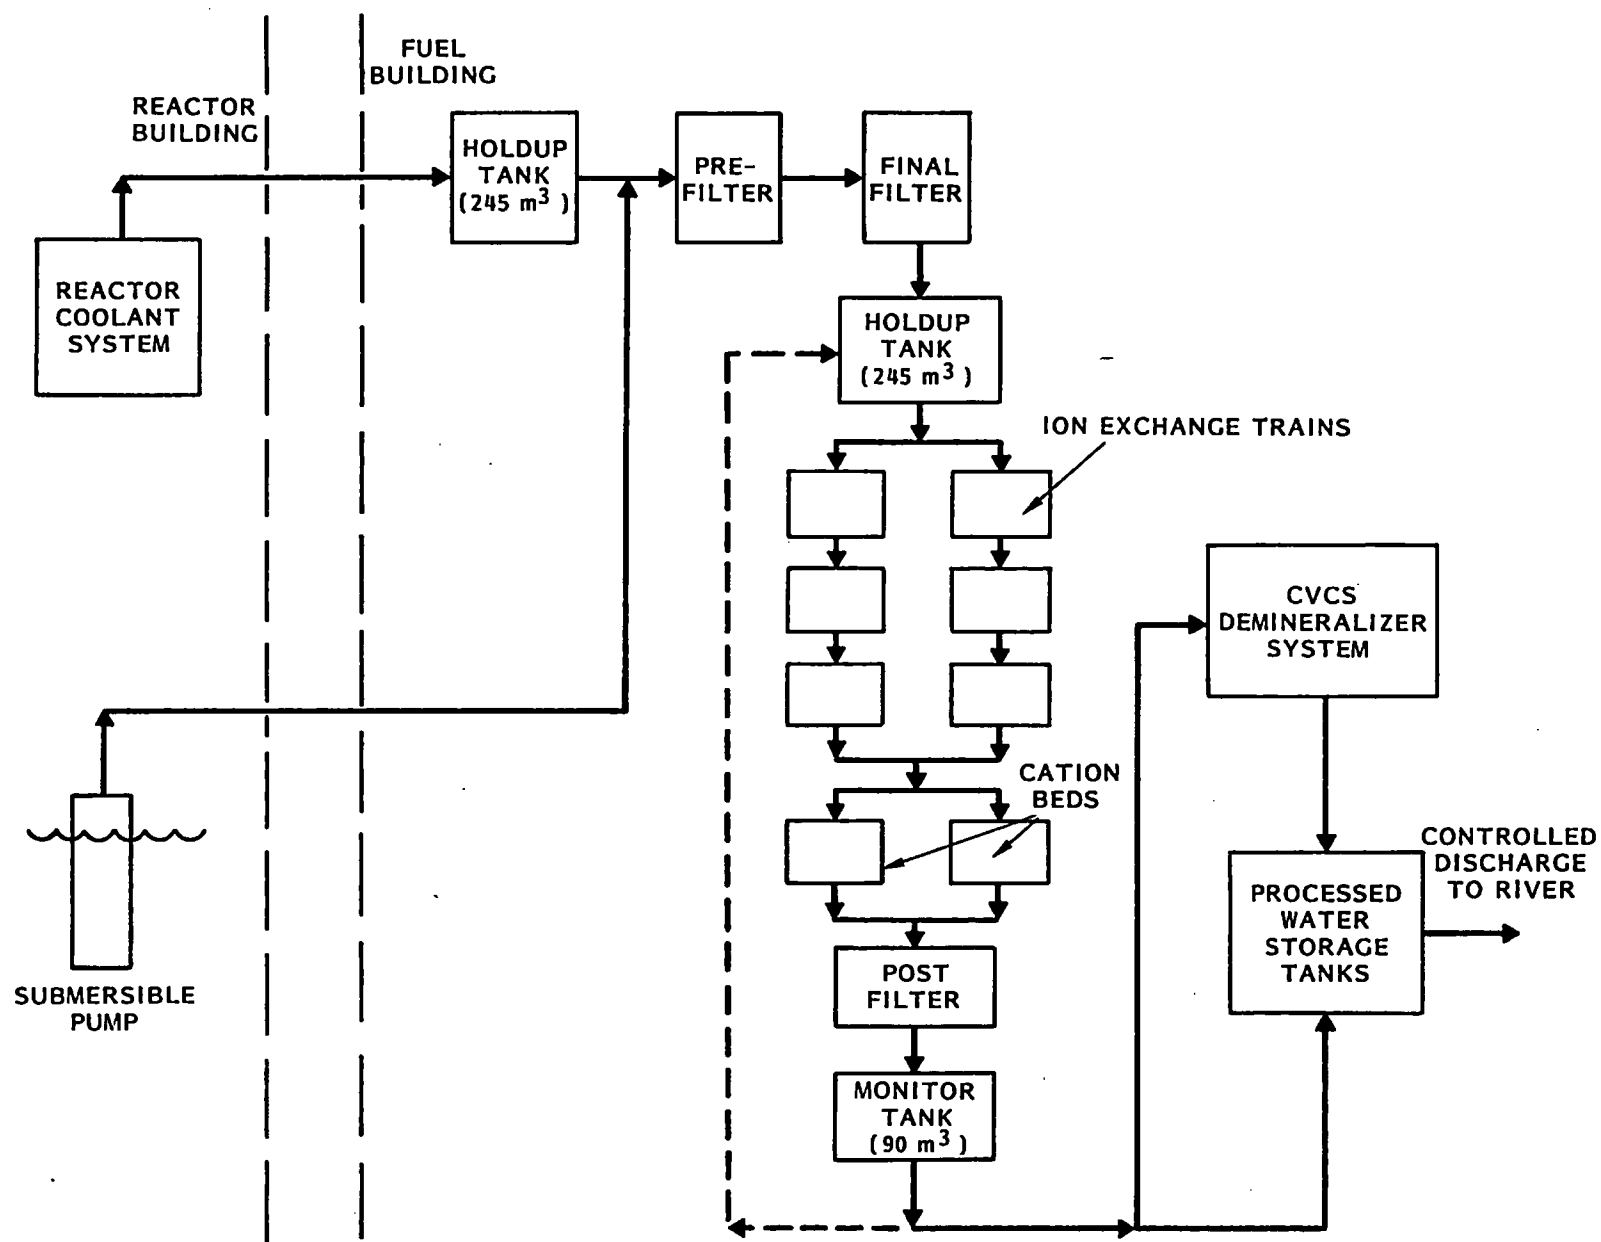 FUEL
BUILDING
REACTOR
BUILDING
HOLDUP
TANK
(245 m³)
PRE-
FILTER
FINAL
FILTER
REACTOR
COOLANT
SYSTEM
HOLDUP
TANK
(245 m³)
ION EXCHANGE TRAINS
CVCS
DEMINERALIZER
SYSTEM
CATION
BEDS
CONTROLLED
DISCHARGE
TO RIVER
PROCESSED
WATER
STORAGE
TANKS
SUBMERSIBLE
PUMP
POST
FILTER
MONITOR
TANK
(90 m³)